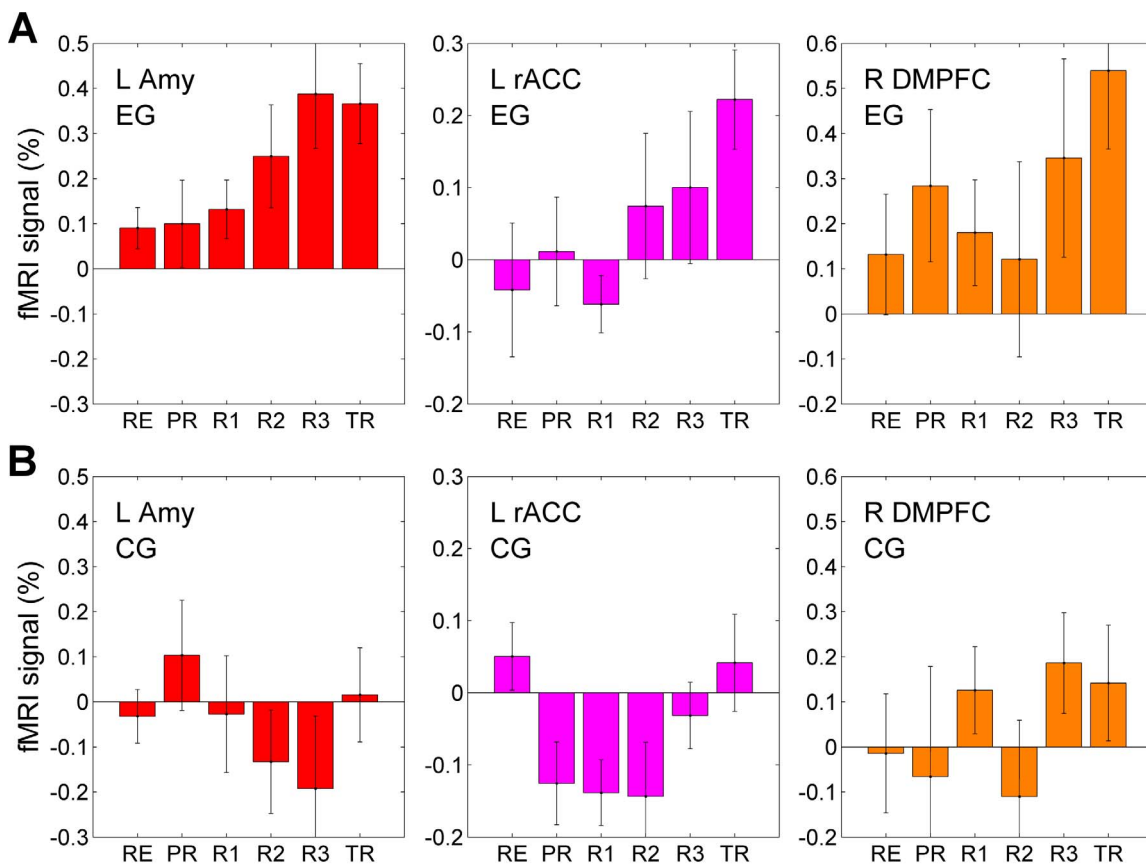 A
fMRI signal (%)
L Amy
EG
0.5
0.4
0.3
0.2
0.1
0
-0.1
-0.2
-0.3
RE PR R1 R2 R3 TR
L rACC
EG
0.3
0.2
0.1
0
-0.1
-0.2
RE PR R1 R2 R3 TR
R DMPFC
EG
0.6
0.5
0.4
0.3
0.2
0.1
0
-0.1
-0.2
RE PR R1 R2 R3 TR
B
fMRI signal (%)
L Amy
CG
0.5
0.4
0.3
0.2
0.1
0
-0.1
-0.2
-0.3
RE PR R1 R2 R3 TR
L rACC
CG
0.3
0.2
0.1
0
-0.1
-0.2
RE PR R1 R2 R3 TR
R DMPFC
CG
0.6
0.5
0.4
0.3
0.2
0.1
0
-0.1
-0.2
RE PR R1 R2 R3 TR